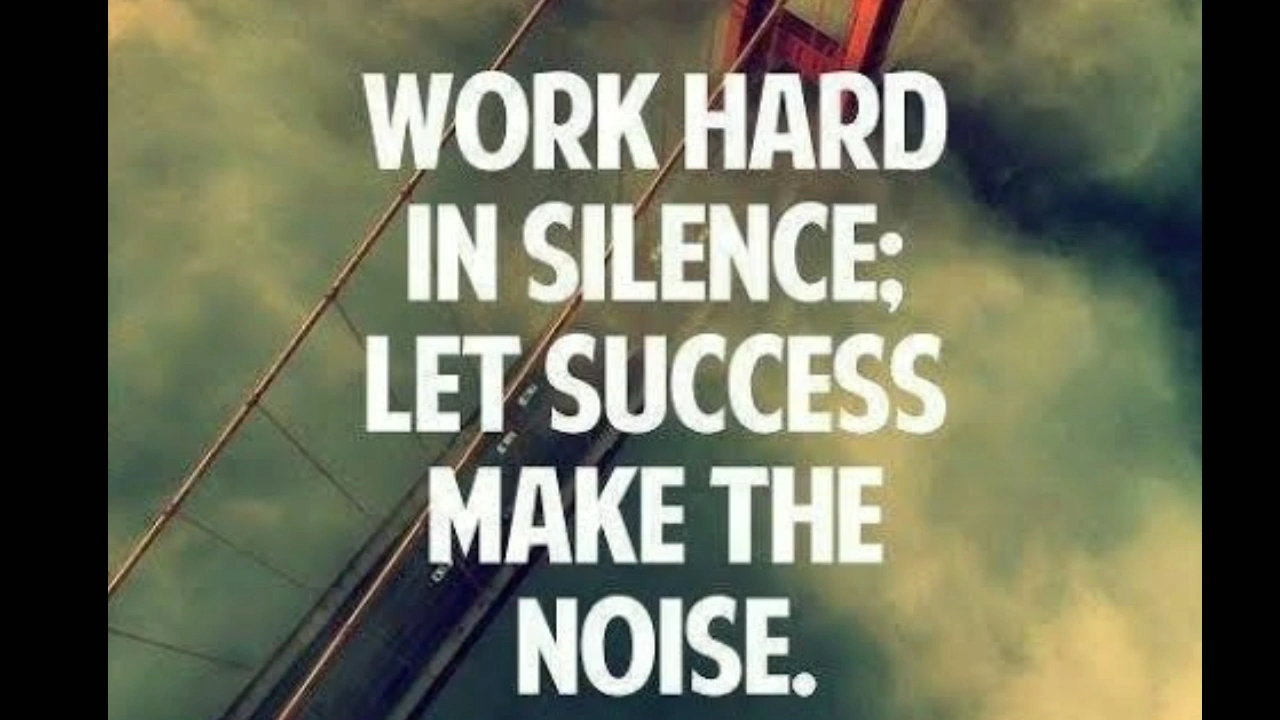 WORK HARD
IN SILENCE;
LET SUCCESS
MAKE THE
NOISE.